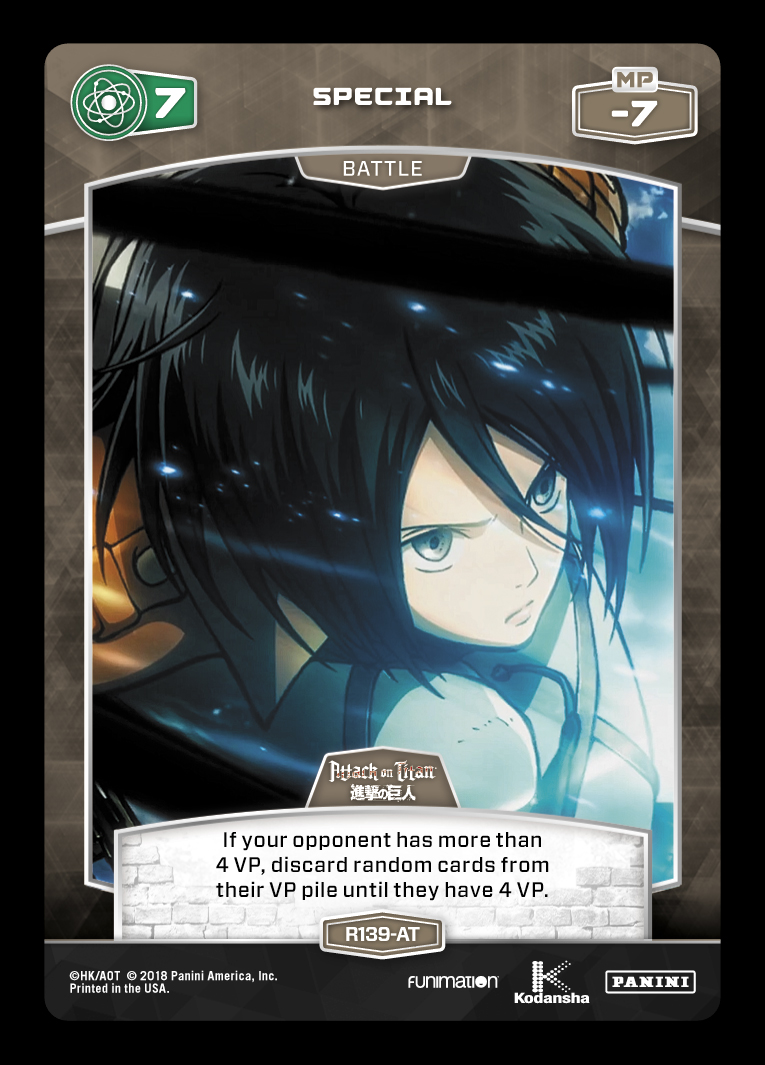 7
SPECIAL
MP
-7
BATTLE
Attack on Titan
進撃の巨人
If your opponent has more than
4 VP, discard random cards from
their VP pile until they have 4 VP.
R139-AT
©HK/AOT © 2018 Panini America, Inc.
Printed in the USA.
FUNIMATION
Kodansha
PANINI